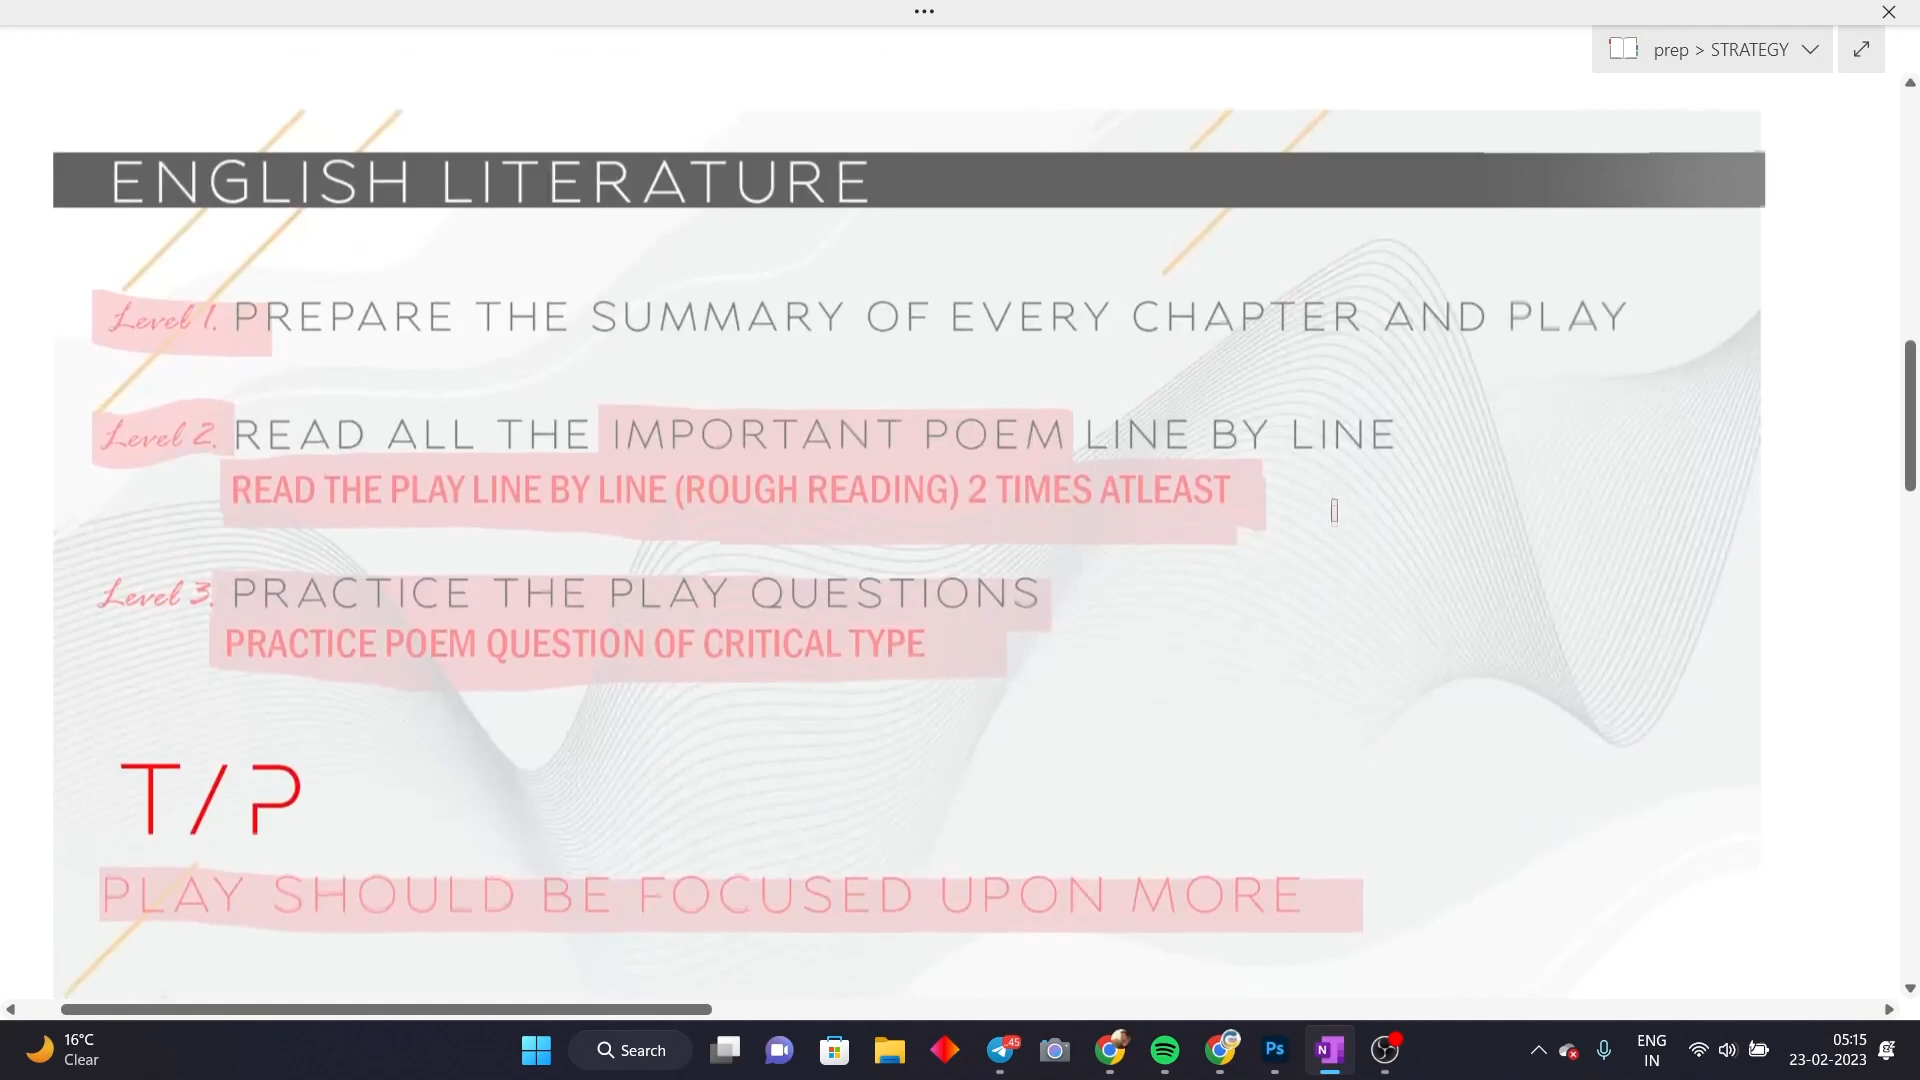 prep > STRATEGY
ENGLISH LITERATURE
Level 1. PREPARE THE SUMMARY OF EVERY CHAPTER AND PLAY
Level 2. READ ALL THE IMPORTANT POEM LINE BY LINE
READ THE PLAY LINE BY LINE (ROUGH READING) 2 TIMES ATLEAST
Level 3. PRACTICE THE PLAY QUESTIONS
PRACTICE POEM QUESTION OF CRITICAL TYPE
T/P
PLAY SHOULD BE FOCUSED UPON MORE
16°C
Clear
Search
45
Ps
N
ENG
IN
05:15
23-02-2023